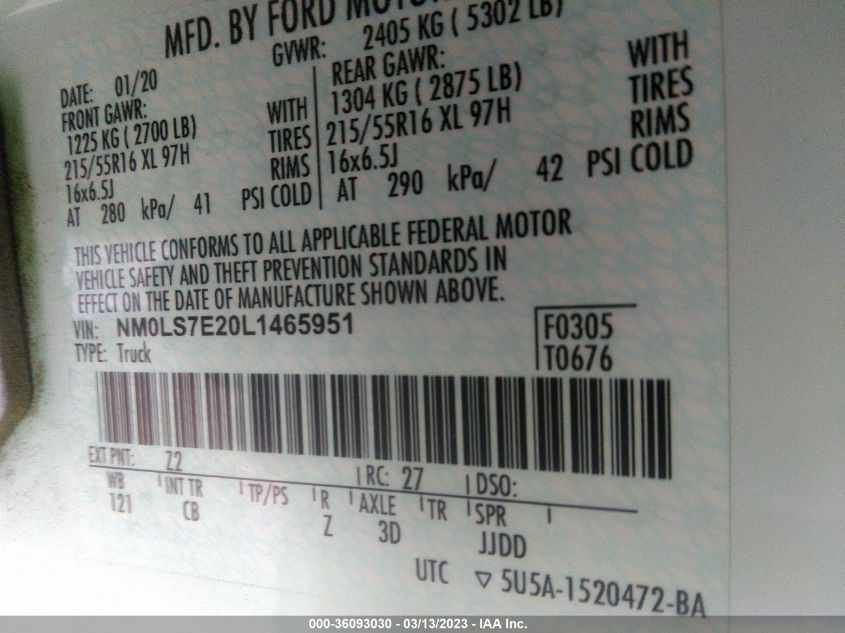 MFD. BY FORD MOTOR
GVWR: 2405 KG ( 5302 LB)
DATE: 01/20
FRONT GAWR:
1225 KG ( 2700 LB) WITH
215/55R16 XL 97H TIRES
16x6.5J RIMS
AT 280 kPa/ 41 PSI COLD
REAR GAWR: WITH
1304 KG ( 2875 LB) TIRES
215/55R16 XL 97H RIMS
16x6.5J
AT 290 kPa/ 42 PSI COLD
THIS VEHICLE CONFORMS TO ALL APPLICABLE FEDERAL MOTOR
VEHICLE SAFETY AND THEFT PREVENTION STANDARDS IN
EFFECT ON THE DATE OF MANUFACTURE SHOWN ABOVE.
VIN: NM0LS7E20L1465951
TYPE: Truck
F0305
T0676
EXT PNT: Z2 RC: 27 DSO:
WB INT TR TP/PS R AXLE TR SPR
121 CB Z 3D JJDD
UTC ▽ 5U5A-1520472-BA
000-36093030 - 03/13/2023 - IAA Inc.